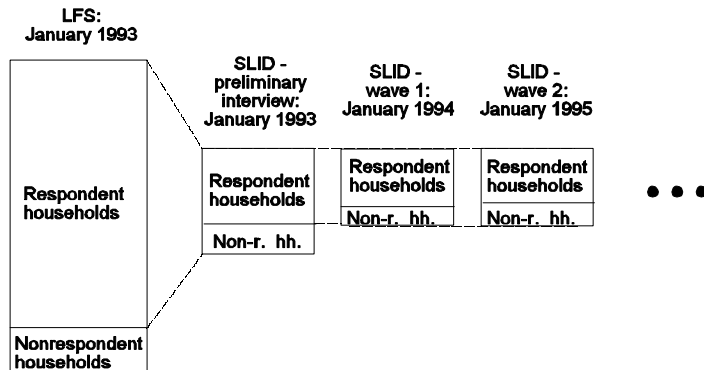 LFS:
January 1993
Respondent
households
Nonrespondent
households
SLID -
preliminary
interview:
January 1993
Respondent
households
Non-r. hh.
SLID -
wave 1:
January 1994
Respondent
households
Non-r. hh.
SLID -
wave 2:
January 1995
Respondent
households
Non-r. hh.